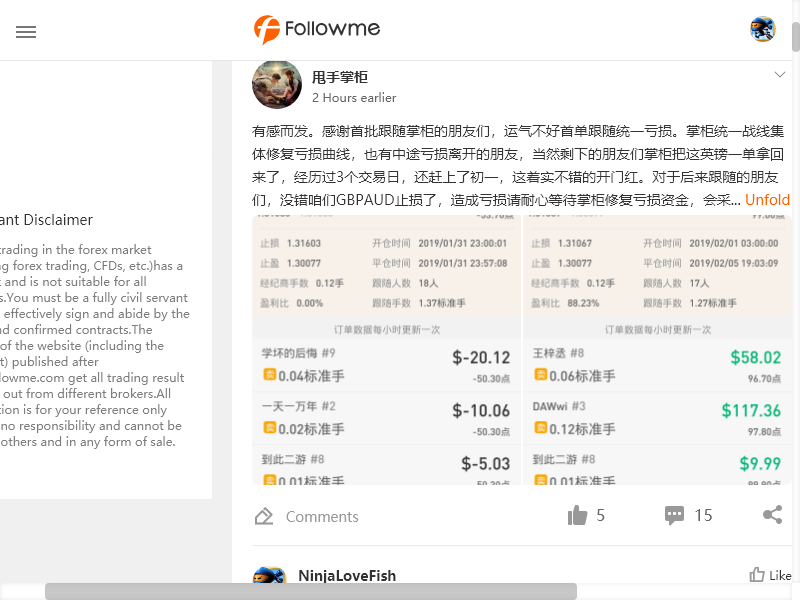 Followme
甩手掌柜
2 Hours earlier
有感而发。感谢首批跟随掌柜的朋友们，运气不好首单跟随统一亏损。掌柜统一战线集
体修复亏损曲线，也有中途亏损离开的朋友，当然剩下的朋友们掌柜把这英镑一单拿回
来了，经历过3个交易日，还赶上了初一，这着实不错的开门红。对于后来跟随的朋友
们，没错咱们GBPAUD止损了，造成亏损请耐心等待掌柜修复亏损资金，会采... Unfold
止损 1.31603 开仓时间 2019/01/31 23:00:01
止盈 1.30077 平仓时间 2019/01/31 23:57:08
经纪商手数 0.12手 跟随人数 18人
盈利比 0.00% 跟随手数 1.37标准手
订单数据每小时更新一次
学坏的后悔 #9 $-20.12
卖 0.04标准手 -50.30点
一天一万年 #2 $-10.06
卖 0.02标准手 -50.30点
到此二游 #8 $-5.03
卖 0.01标准手 -50.30点
止损 1.31067 开仓时间 2019/02/01 03:00:00
止盈 1.30077 平仓时间 2019/02/05 19:03:09
经纪商手数 0.12手 跟随人数 17人
盈利比 88.23% 跟随手数 1.27标准手
订单数据每小时更新一次
王梓丞 #8 $58.02
卖 0.06标准手 96.70点
DAWwi #3 $117.36
卖 0.12标准手 97.80点
到此二游 #8 $9.99
卖 0.01标准手
Comments 5 15
NinjaLoveFish Like
ant Disclaimer
trading in the forex market
g forex trading, CFDs, etc.)has a
and is not suitable for all
s.You must be a fully civil servant
effectively sign and abide by the
nd confirmed contracts.The
of the website (including the
t) published after
lowme.com get all trading result
out from different brokers.All
tion is for your reference only
no responsibility and cannot be
others and in any form of sale.